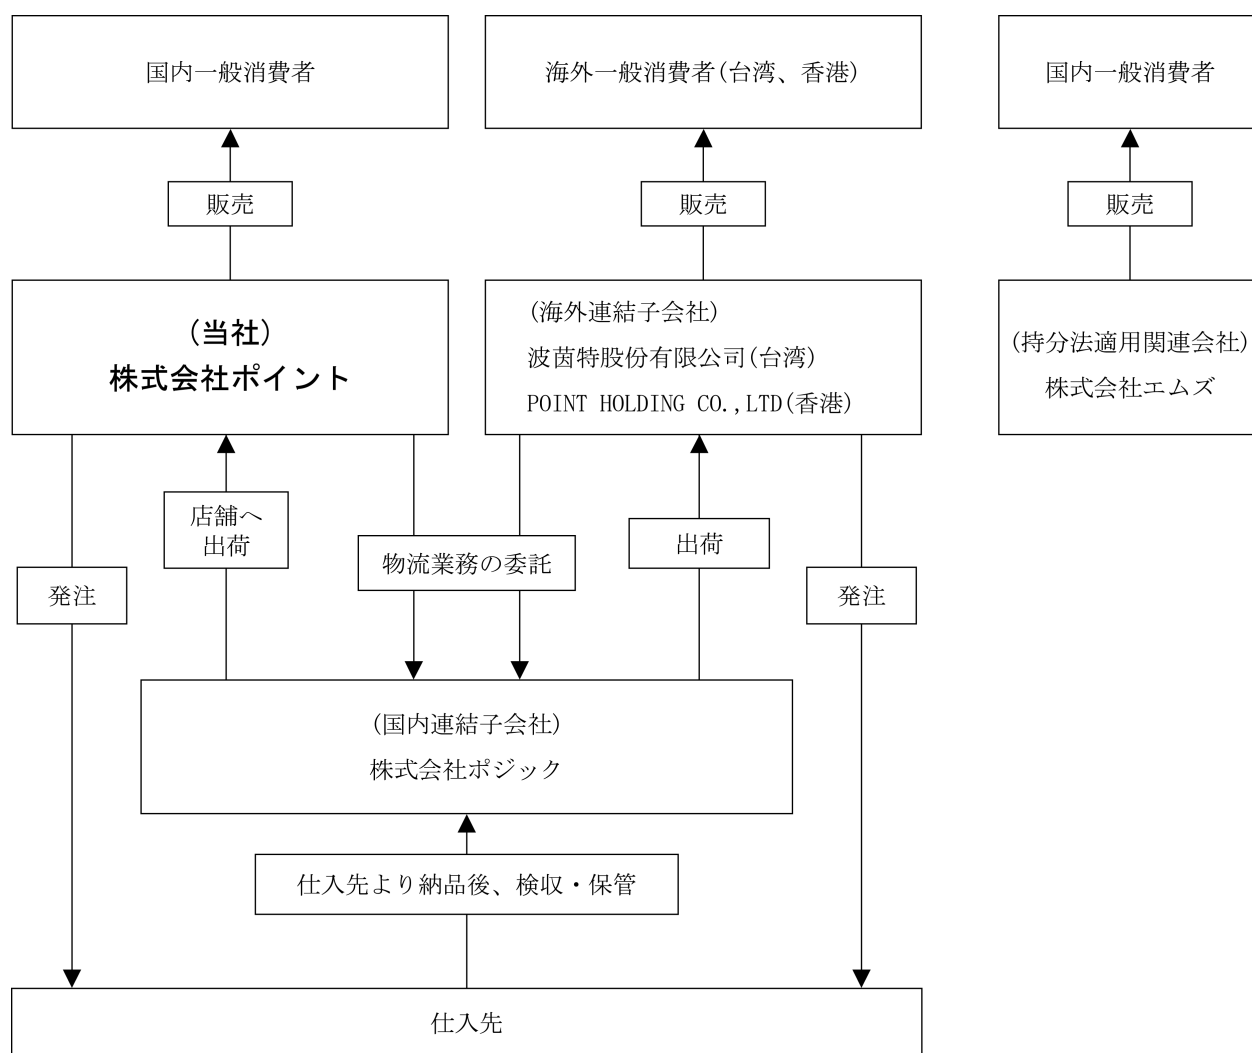 国内一般消費者
海外一般消費者(台湾、香港)
国内一般消費者
販売
販売
販売
(当社)
株式会社ポイント
(海外連結子会社)
波茵特股份有限公司(台湾)
POINT HOLDING CO.,LTD(香港)
(持分法適用関連会社)
株式会社エムズ
店舗へ
出荷
物流業務の委託
出荷
発注
発注
(国内連結子会社)
株式会社ポジック
仕入先より納品後、検収・保管
仕入先